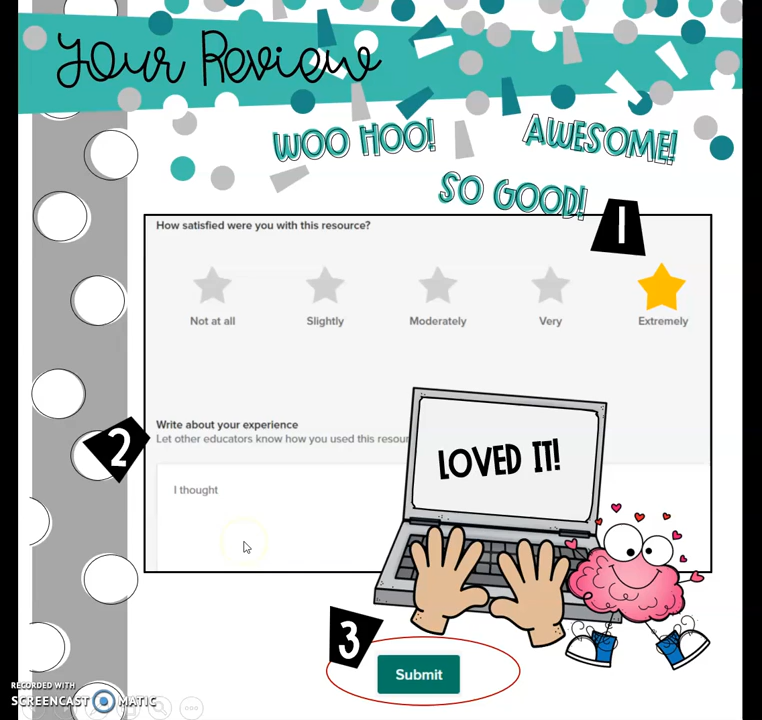 Your Review
WOO HOO!
AWESOME!
SO GOOD!
1
How satisfied were you with this resource?
Not at all
Slightly
Moderately
Very
Extremely
2
Write about your experience
Let other educators know how you used this resour
I thought
LOVED IT!
3
Submit
RECORDED WITH
SCREENCAST MATIC